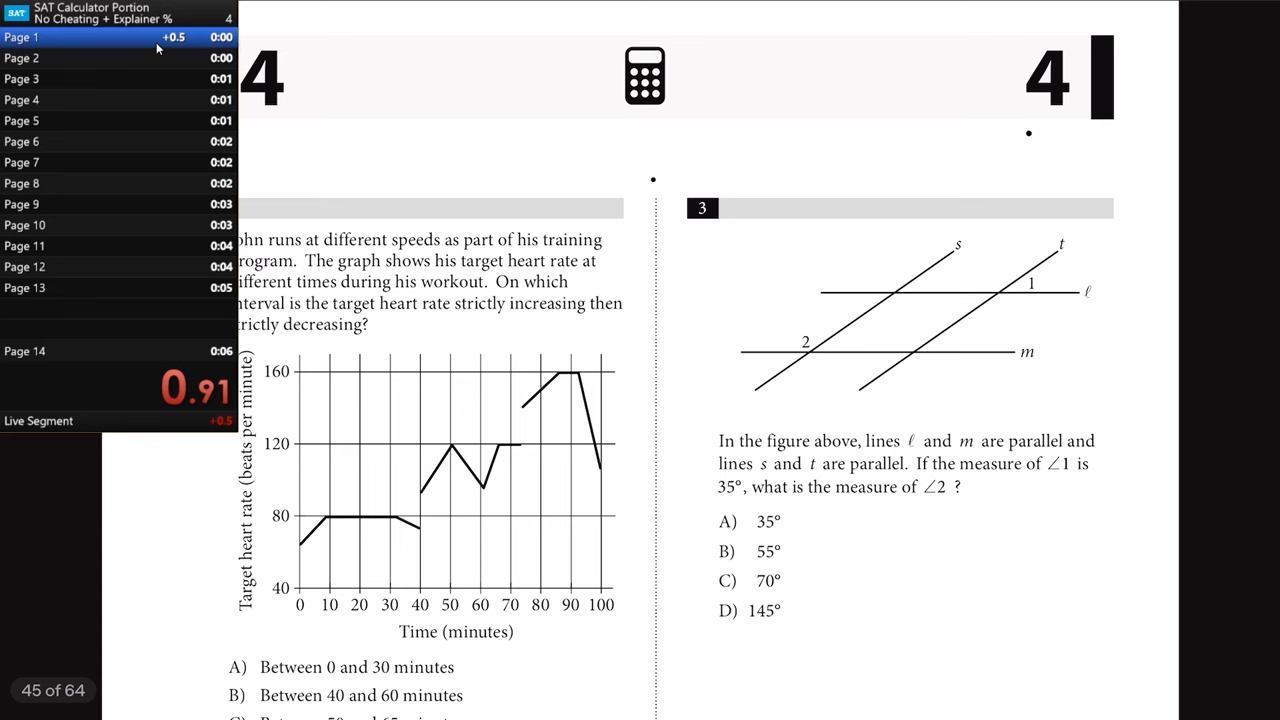 SAT
SAT Calculator Portion
No Cheating + Explainer %
4
Page 1 +0.5 0:00
Page 2 0:00
Page 3 0:01
Page 4 0:01
Page 5 0:01
Page 6 0:02
Page 7 0:02
Page 8 0:02
Page 9 0:03
Page 10 0:03
Page 11 0:04
Page 12 0:04
Page 13 0:05
Page 14 0:06
0.91
Live Segment +0.5
45 of 64
4
4
ohn runs at different speeds as part of his training
rogram. The graph shows his target heart rate at
ifferent times during his workout. On which
nterval is the target heart rate strictly increasing then
trictly decreasing?
Target heart rate (beats per minute)
160
120
80
40
0 10 20 30 40 50 60 70 80 90 100
Time (minutes)
A) Between 0 and 30 minutes
B) Between 40 and 60 minutes
3
s
t
1
ℓ
2
m
In the figure above, lines ℓ and m are parallel and
lines s and t are parallel. If the measure of ∠1 is
35°, what is the measure of ∠2 ?
A) 35°
B) 55°
C) 70°
D) 145°